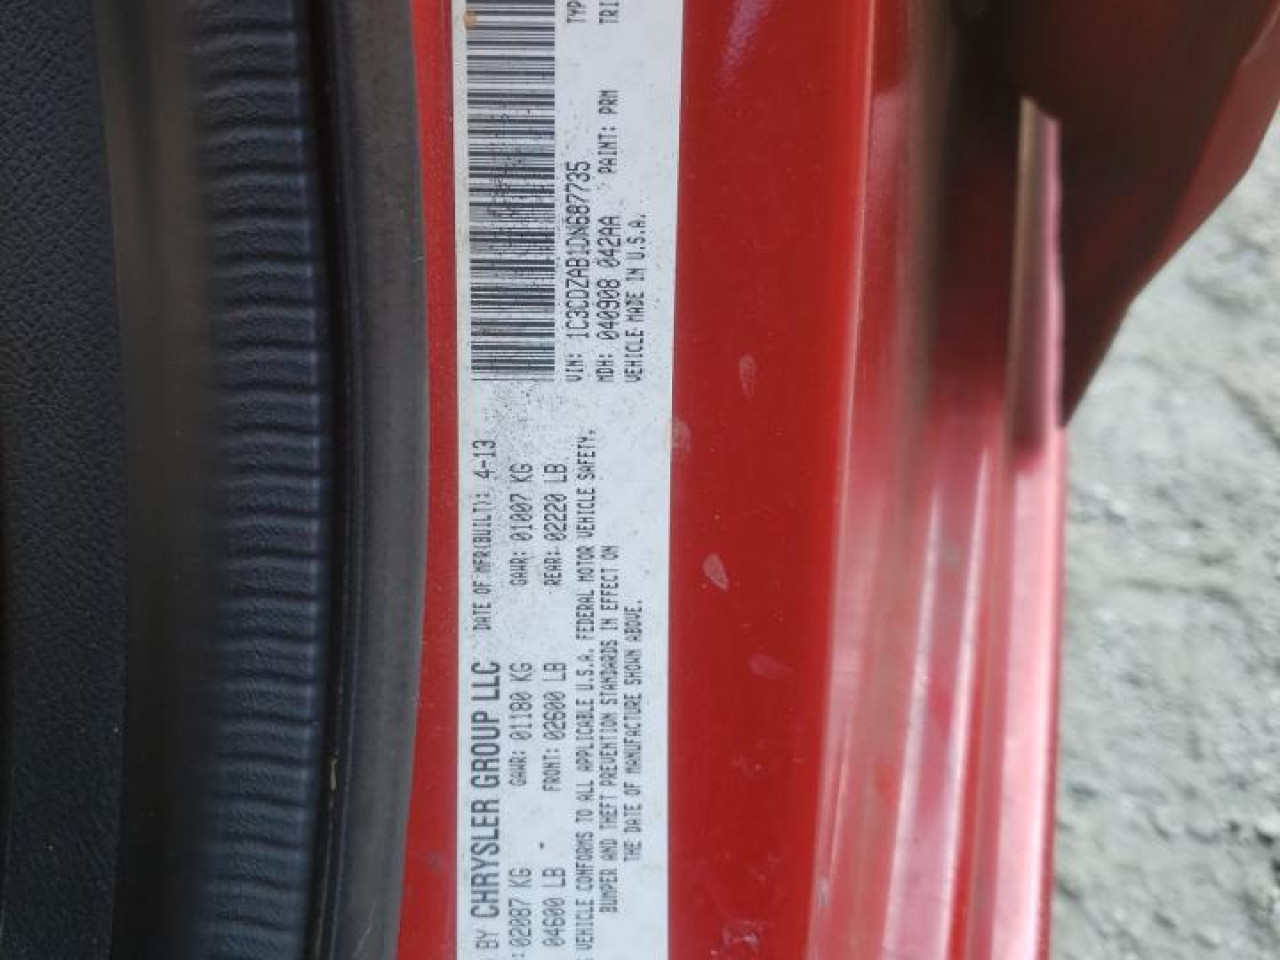 BY CHRYSLER GROUP LLC DATE OF MFR(BUILT): 4-13
: 02087 KG GAWR: 01180 KG GAWR: 01007 KG
04600 LB FRONT: 02600 LB REAR: 02220 LB
VEHICLE CONFORMS TO ALL APPLICABLE U.S.A. FEDERAL MOTOR VEHICLE SAFETY,
BUMPER AND THEFT PREVENTION STANDARDS IN EFFECT ON
THE DATE OF MANUFACTURE SHOWN ABOVE.
VIN: 1C3CDZAB1DN687735 TYP
MDH: 040908 042AA PAINT: PRM TRI
VEHICLE MADE IN U.S.A.